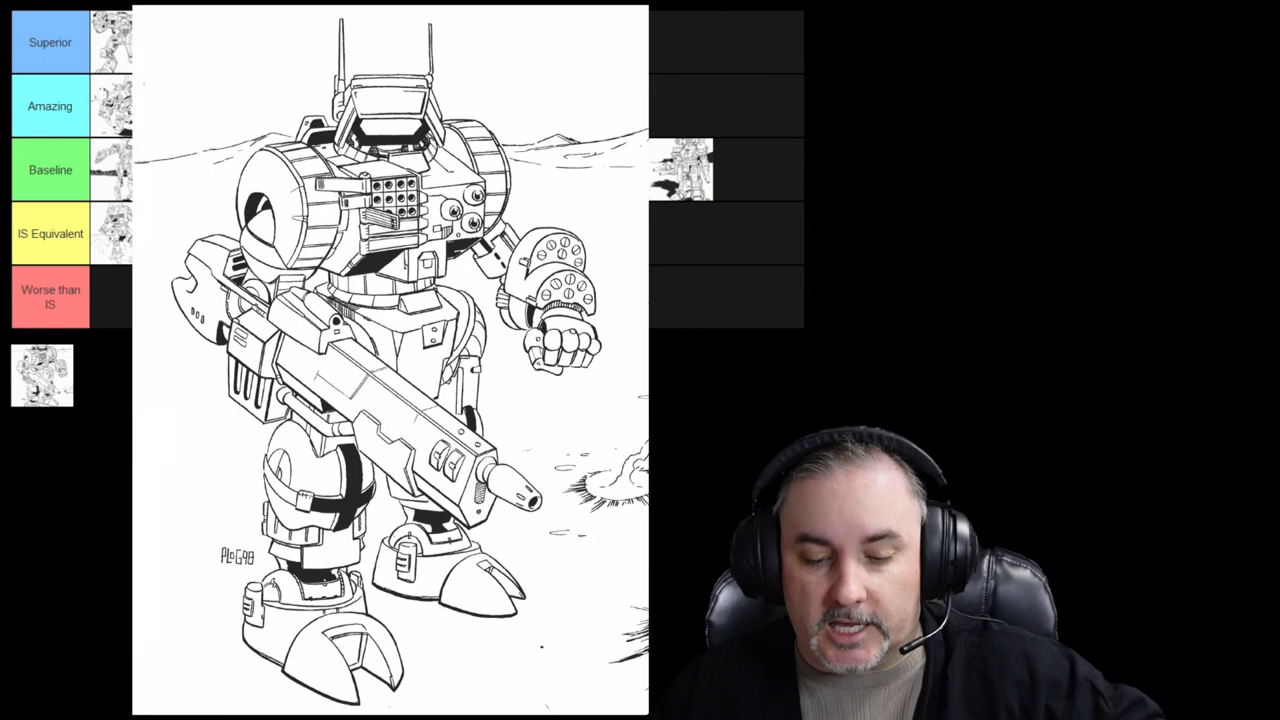 Superior
Amazing
Baseline
IS Equivalent
Worse than
IS
PLOG98